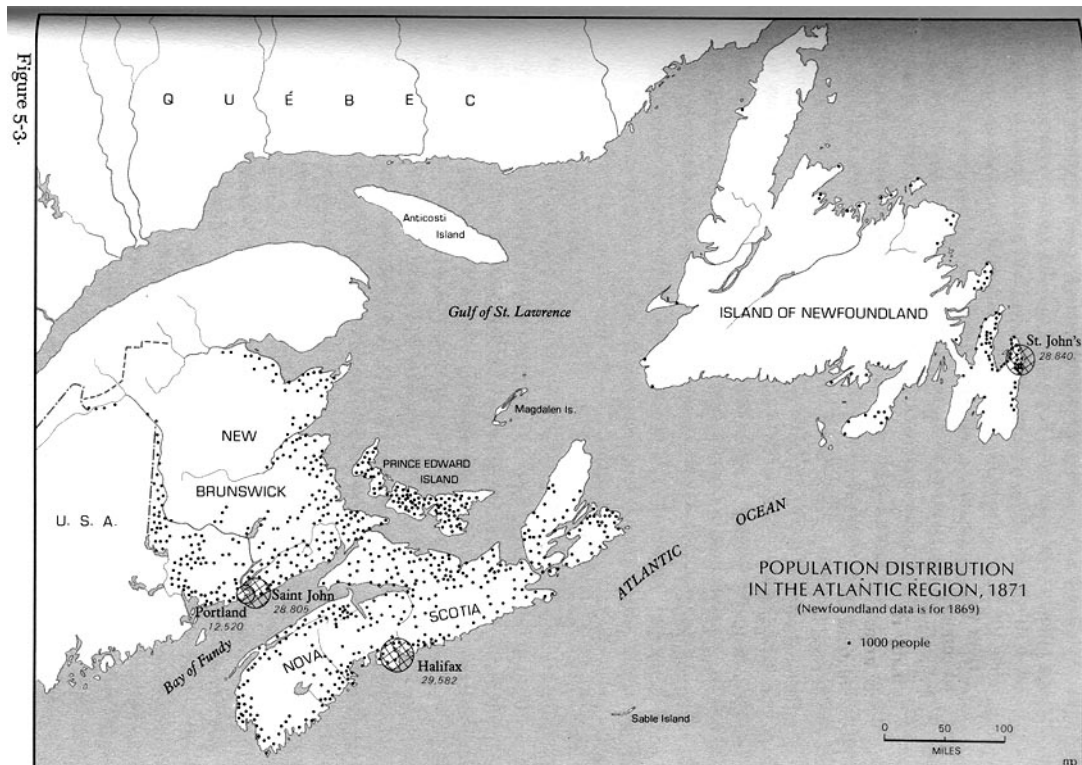 Figure 5-3.
QUÉBEC
Anticosti
Island
Gulf of St. Lawrence
ISLAND OF NEWFOUNDLAND
St. John's
28.840.
Magdalen Is.
NEW
BRUNSWICK
PRINCE EDWARD
ISLAND
U. S. A.
ATLANTIC
OCEAN
Saint John
28.805
Portland
12.520
Bay of Fundy
NOVA
SCOTIA
Halifax
29,582
Sable Island
POPULATION DISTRIBUTION
IN THE ATLANTIC REGION, 1871
(Newfoundland data is for 1869)
• 1000 people
0 50 100
MILES